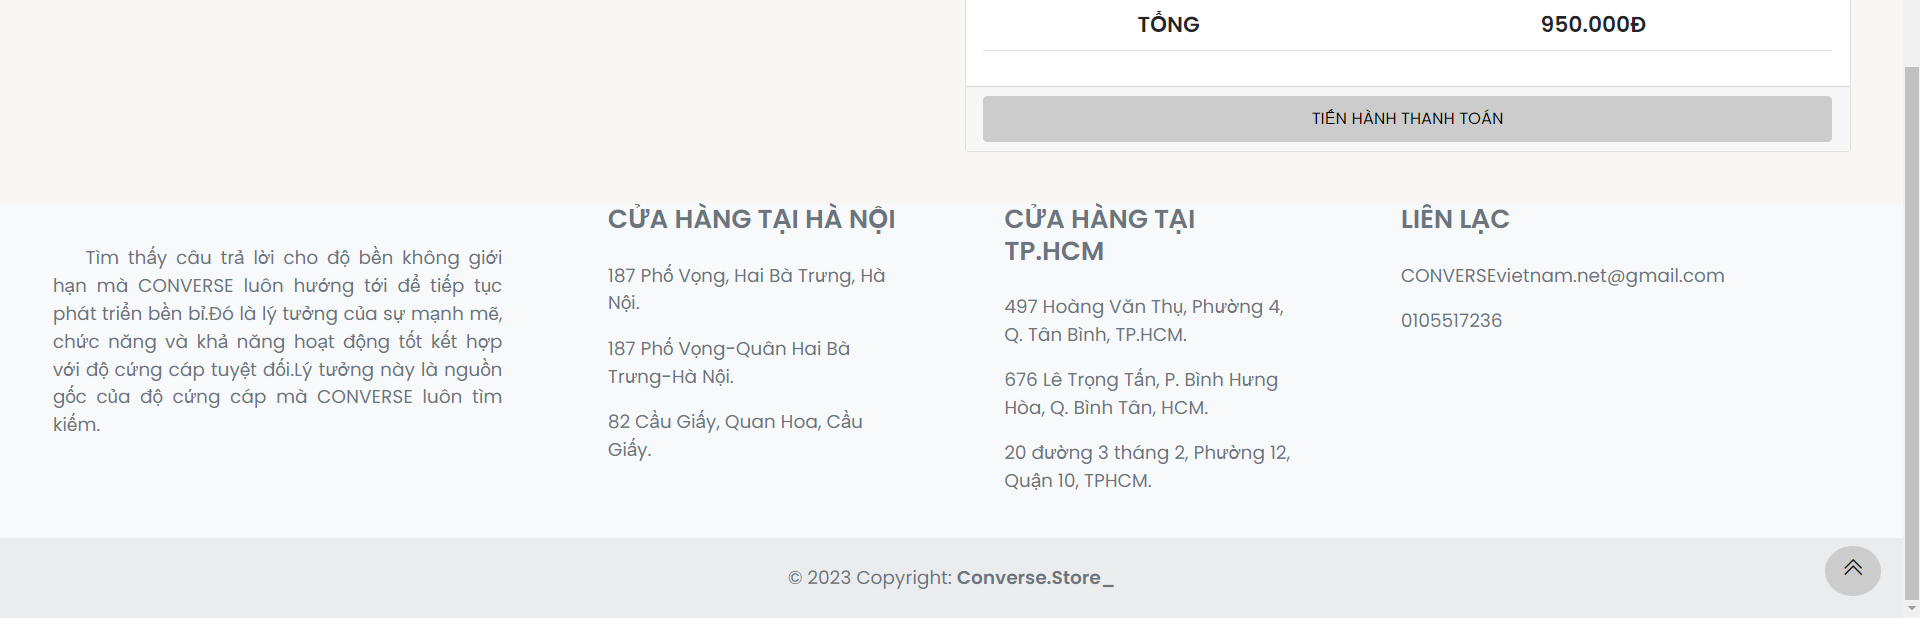 TỔNG 950.000Đ
TIẾN HÀNH THANH TOÁN
Tìm thấy câu trả lời cho độ bền không giới
hạn mà CONVERSE luôn hướng tới để tiếp tục
phát triển bền bỉ.Đó là lý tưởng của sự mạnh mẽ,
chức năng và khả năng hoạt động tốt kết hợp
với độ cứng cáp tuyệt đối.Lý tưởng này là nguồn
gốc của độ cứng cáp mà CONVERSE luôn tìm
kiếm.
CỬA HÀNG TẠI HÀ NỘI
187 Phố Vọng, Hai Bà Trưng, Hà
Nội.
187 Phố Vọng-Quân Hai Bà
Trưng-Hà Nội.
82 Cầu Giấy, Quan Hoa, Cầu
Giấy.
CỬA HÀNG TẠI
TP.HCM
497 Hoàng Văn Thụ, Phường 4,
Q. Tân Bình, TP.HCM.
676 Lê Trọng Tấn, P. Bình Hưng
Hòa, Q. Bình Tân, HCM.
20 đường 3 tháng 2, Phường 12,
Quận 10, TPHCM.
LIÊN LẠC
CONVERSEvietnam.net@gmail.com
0105517236
© 2023 Copyright: Converse.Store_